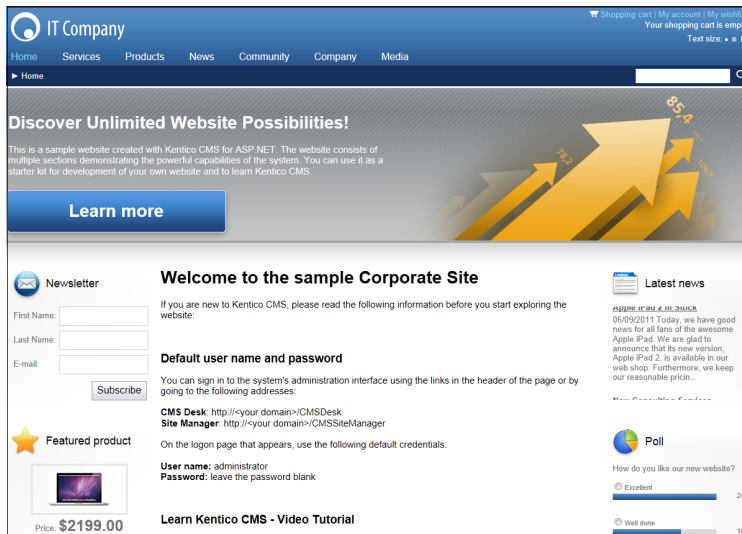 Shopping cart | My account | My
Your shopping cart is
Text size:
IT Company
Home Services Products News Community Company Media
► Home
Discover Unlimited Website Possibilities!
This is a sample website created with Kentico CMS for ASP.NET. The website consists of
multiple sections demonstrating the powerful capabilities of the system. You can use it as a
starter kit for development of your own website and to learn Kentico CMS.
Learn more
85,4
78,2
Newsletter
First Name:
Last Name:
E-mail:
Subscribe
Featured product
Price: $2199.00
Welcome to the sample Corporate Site
If you are new to Kentico CMS, please read the following information before you start exploring the
website:
Default user name and password
You can sign in to the system's administration interface using the links in the header of the page or by
going to the following addresses:
CMS Desk: http://<your domain>/CMSDesk
Site Manager: http://<your domain>/CMSSiteManager
On the logon page that appears, use the following default credentials:
User name: administrator
Password: leave the password blank
Learn Kentico CMS - Video Tutorial
Latest news
Apple iPad 2 in Stock
06/09/2011 Today, we have good
news for all fans of the awesome
Apple iPad. We are glad to
announce that its new version,
Apple iPad 2, is available in our
web shop. Furthermore, we keep
our reasonable pricin...
New Consulting Services
Poll
How do you like our new website?
Excellent
Well done